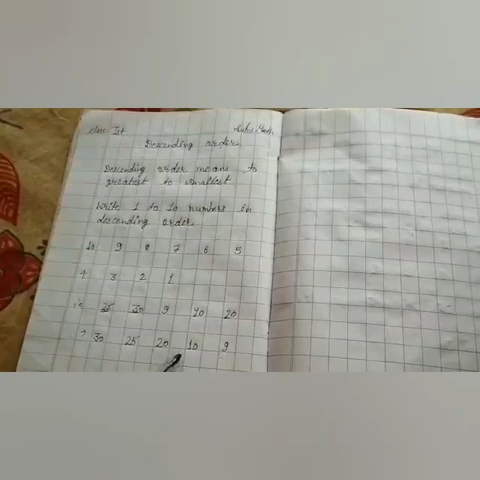 class Ist
Sub: Math
Descending order
Descending order means to
greatest to smallest
Write 1 to 10 numbers in
descending order
10 9 8 7 6 5
4 3 2 1
25 30 9 10 20
30 25 20 10 9